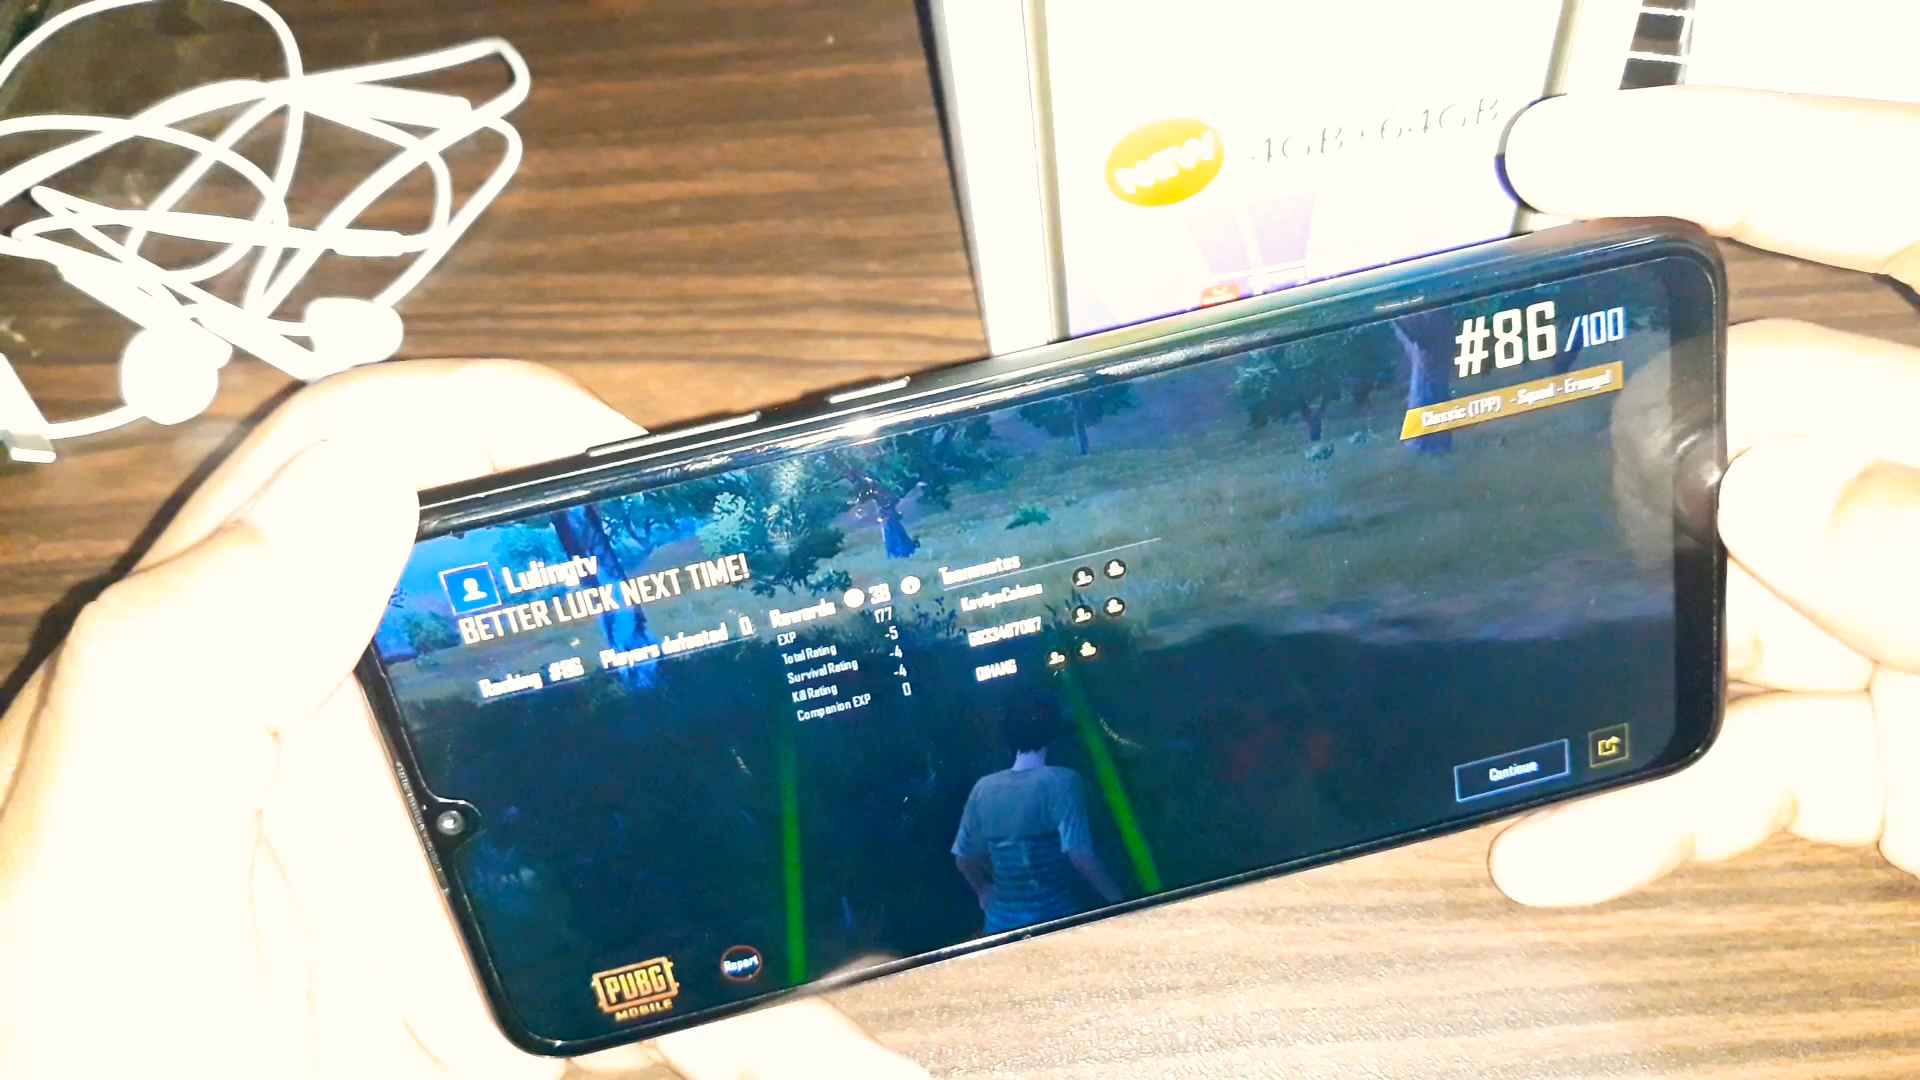 NEW 4GB+64GB
#86/100
Classic (TPP) - Squad - Erangel
Lulingtv
BETTER LUCK NEXT TIME!
Ranking #86 Players defeated 0
Rewards 38
EXP 177
Total Rating -5
Survival Rating -4
Kill Rating -4
Companion EXP 0
Teammates
Continue
PUBG
MOBILE
Report